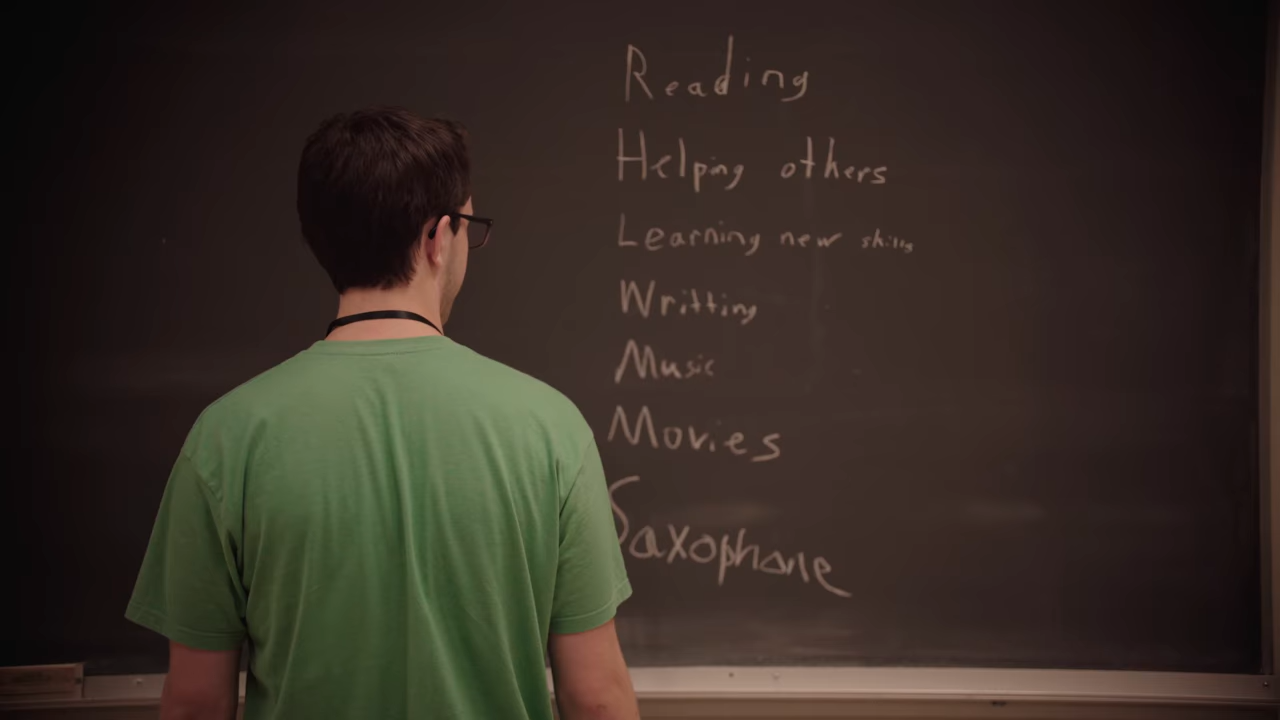 Reading
Helping others
Learning new skills
Writting
Music
Movies
Saxophone